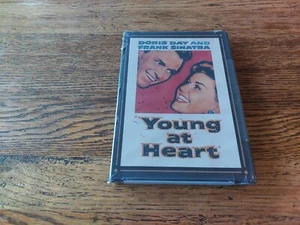 DORIS DAY AND
FRANK SINATRA
Young
at
Heart